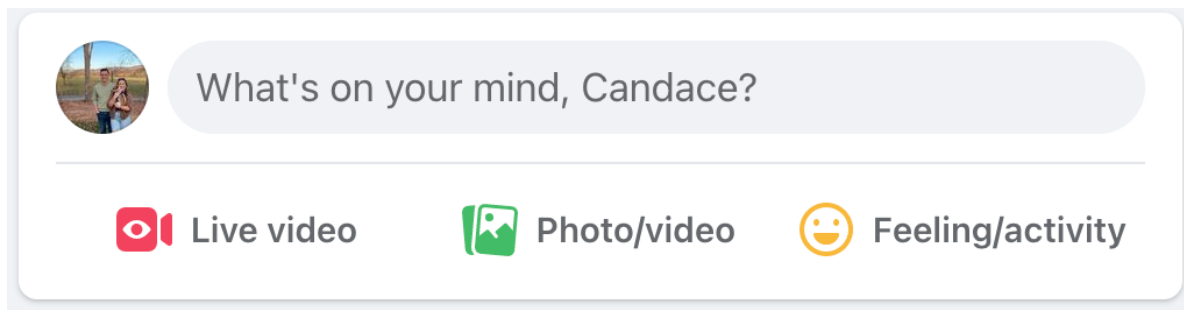 What's on your mind, Candace?
Live video
Photo/video
Feeling/activity